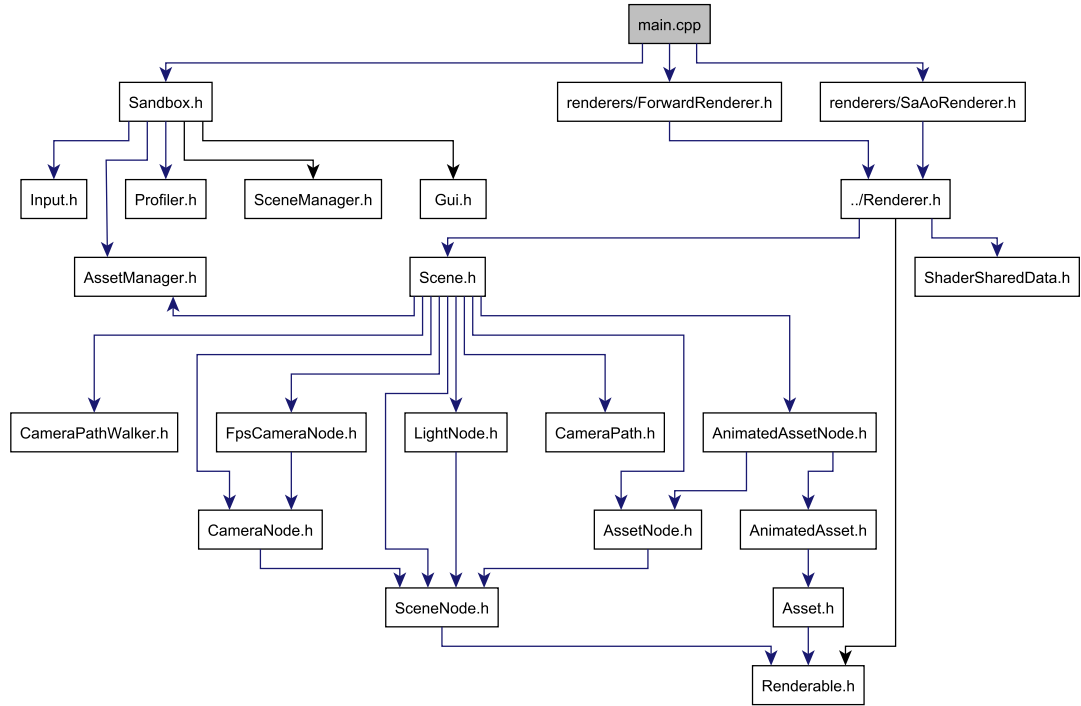 main.cpp
Sandbox.h
renderers/ForwardRenderer.h
renderers/SaAoRenderer.h
Input.h
Profiler.h
SceneManager.h
Gui.h
../Renderer.h
AssetManager.h
Scene.h
ShaderSharedData.h
CameraPathWalker.h
FpsCameraNode.h
LightNode.h
CameraPath.h
AnimatedAssetNode.h
CameraNode.h
AssetNode.h
AnimatedAsset.h
SceneNode.h
Asset.h
Renderable.h